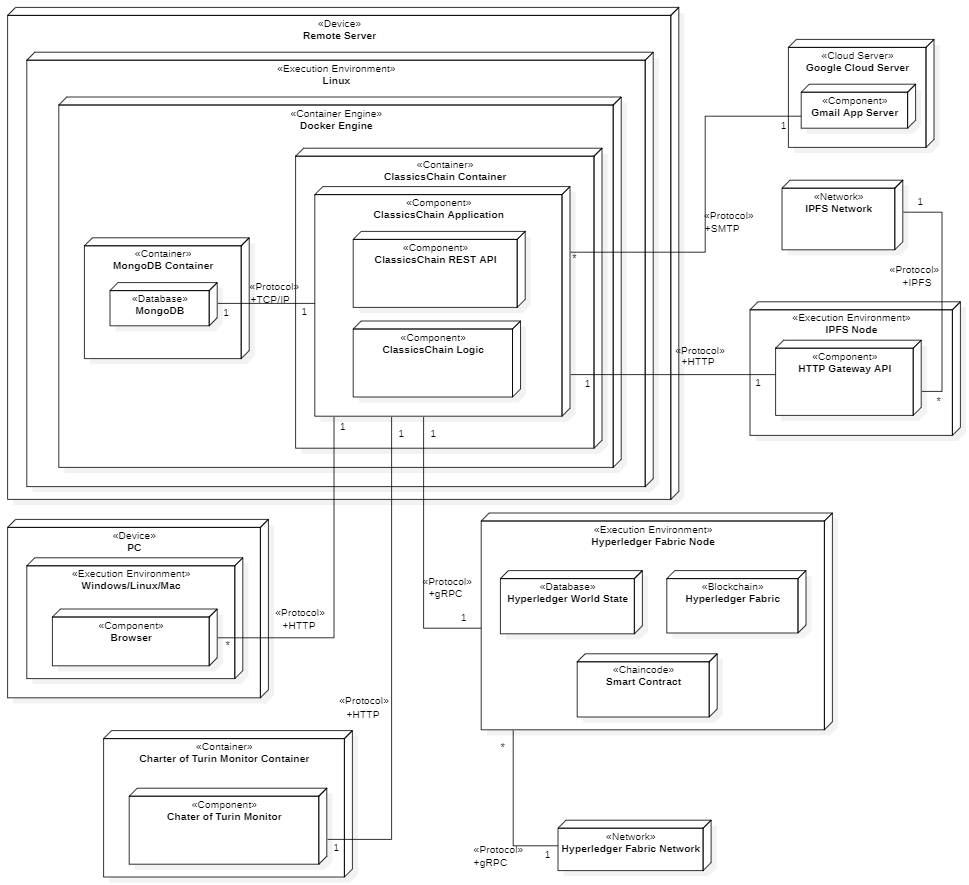 «Device»
Remote Server
«Execution Environment»
Linux
«Container Engine»
Docker Engine
«Container»
ClassicsChain Container
«Component»
ClassicsChain Application
«Component»
ClassicsChain REST API
«Component»
ClassicsChain Logic
«Container»
MongoDB Container
«Database»
MongoDB
«Protocol»
+TCP/IP
1
1
«Cloud Server»
Google Cloud Server
«Component»
Gmail App Server
1
«Protocol»
+SMTP
*
«Network»
IPFS Network
1
«Protocol»
+IPFS
«Execution Environment»
IPFS Node
«Component»
HTTP Gateway API
*
«Protocol»
+HTTP
1
1
1
1
1
«Device»
PC
«Execution Environment»
Windows/Linux/Mac
«Component»
Browser
*
«Protocol»
+HTTP
«Protocol»
+gRPC
1
«Execution Environment»
Hyperledger Fabric Node
«Database»
Hyperledger World State
«Blockchain»
Hyperledger Fabric
«Chaincode»
Smart Contract
«Protocol»
+HTTP
«Container»
Charter of Turin Monitor Container
«Component»
Chater of Turin Monitor
1
*
«Protocol»
+gRPC
1
«Network»
Hyperledger Fabric Network